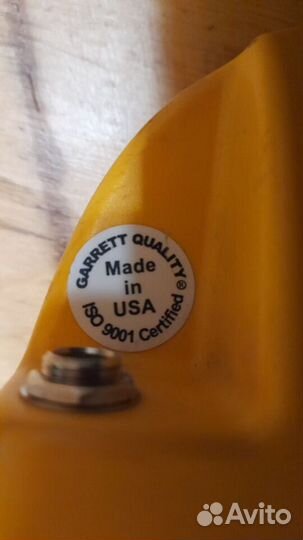 GARRETT QUALITY
Made
in
USA
ISO 9001 Certified ®
Avito